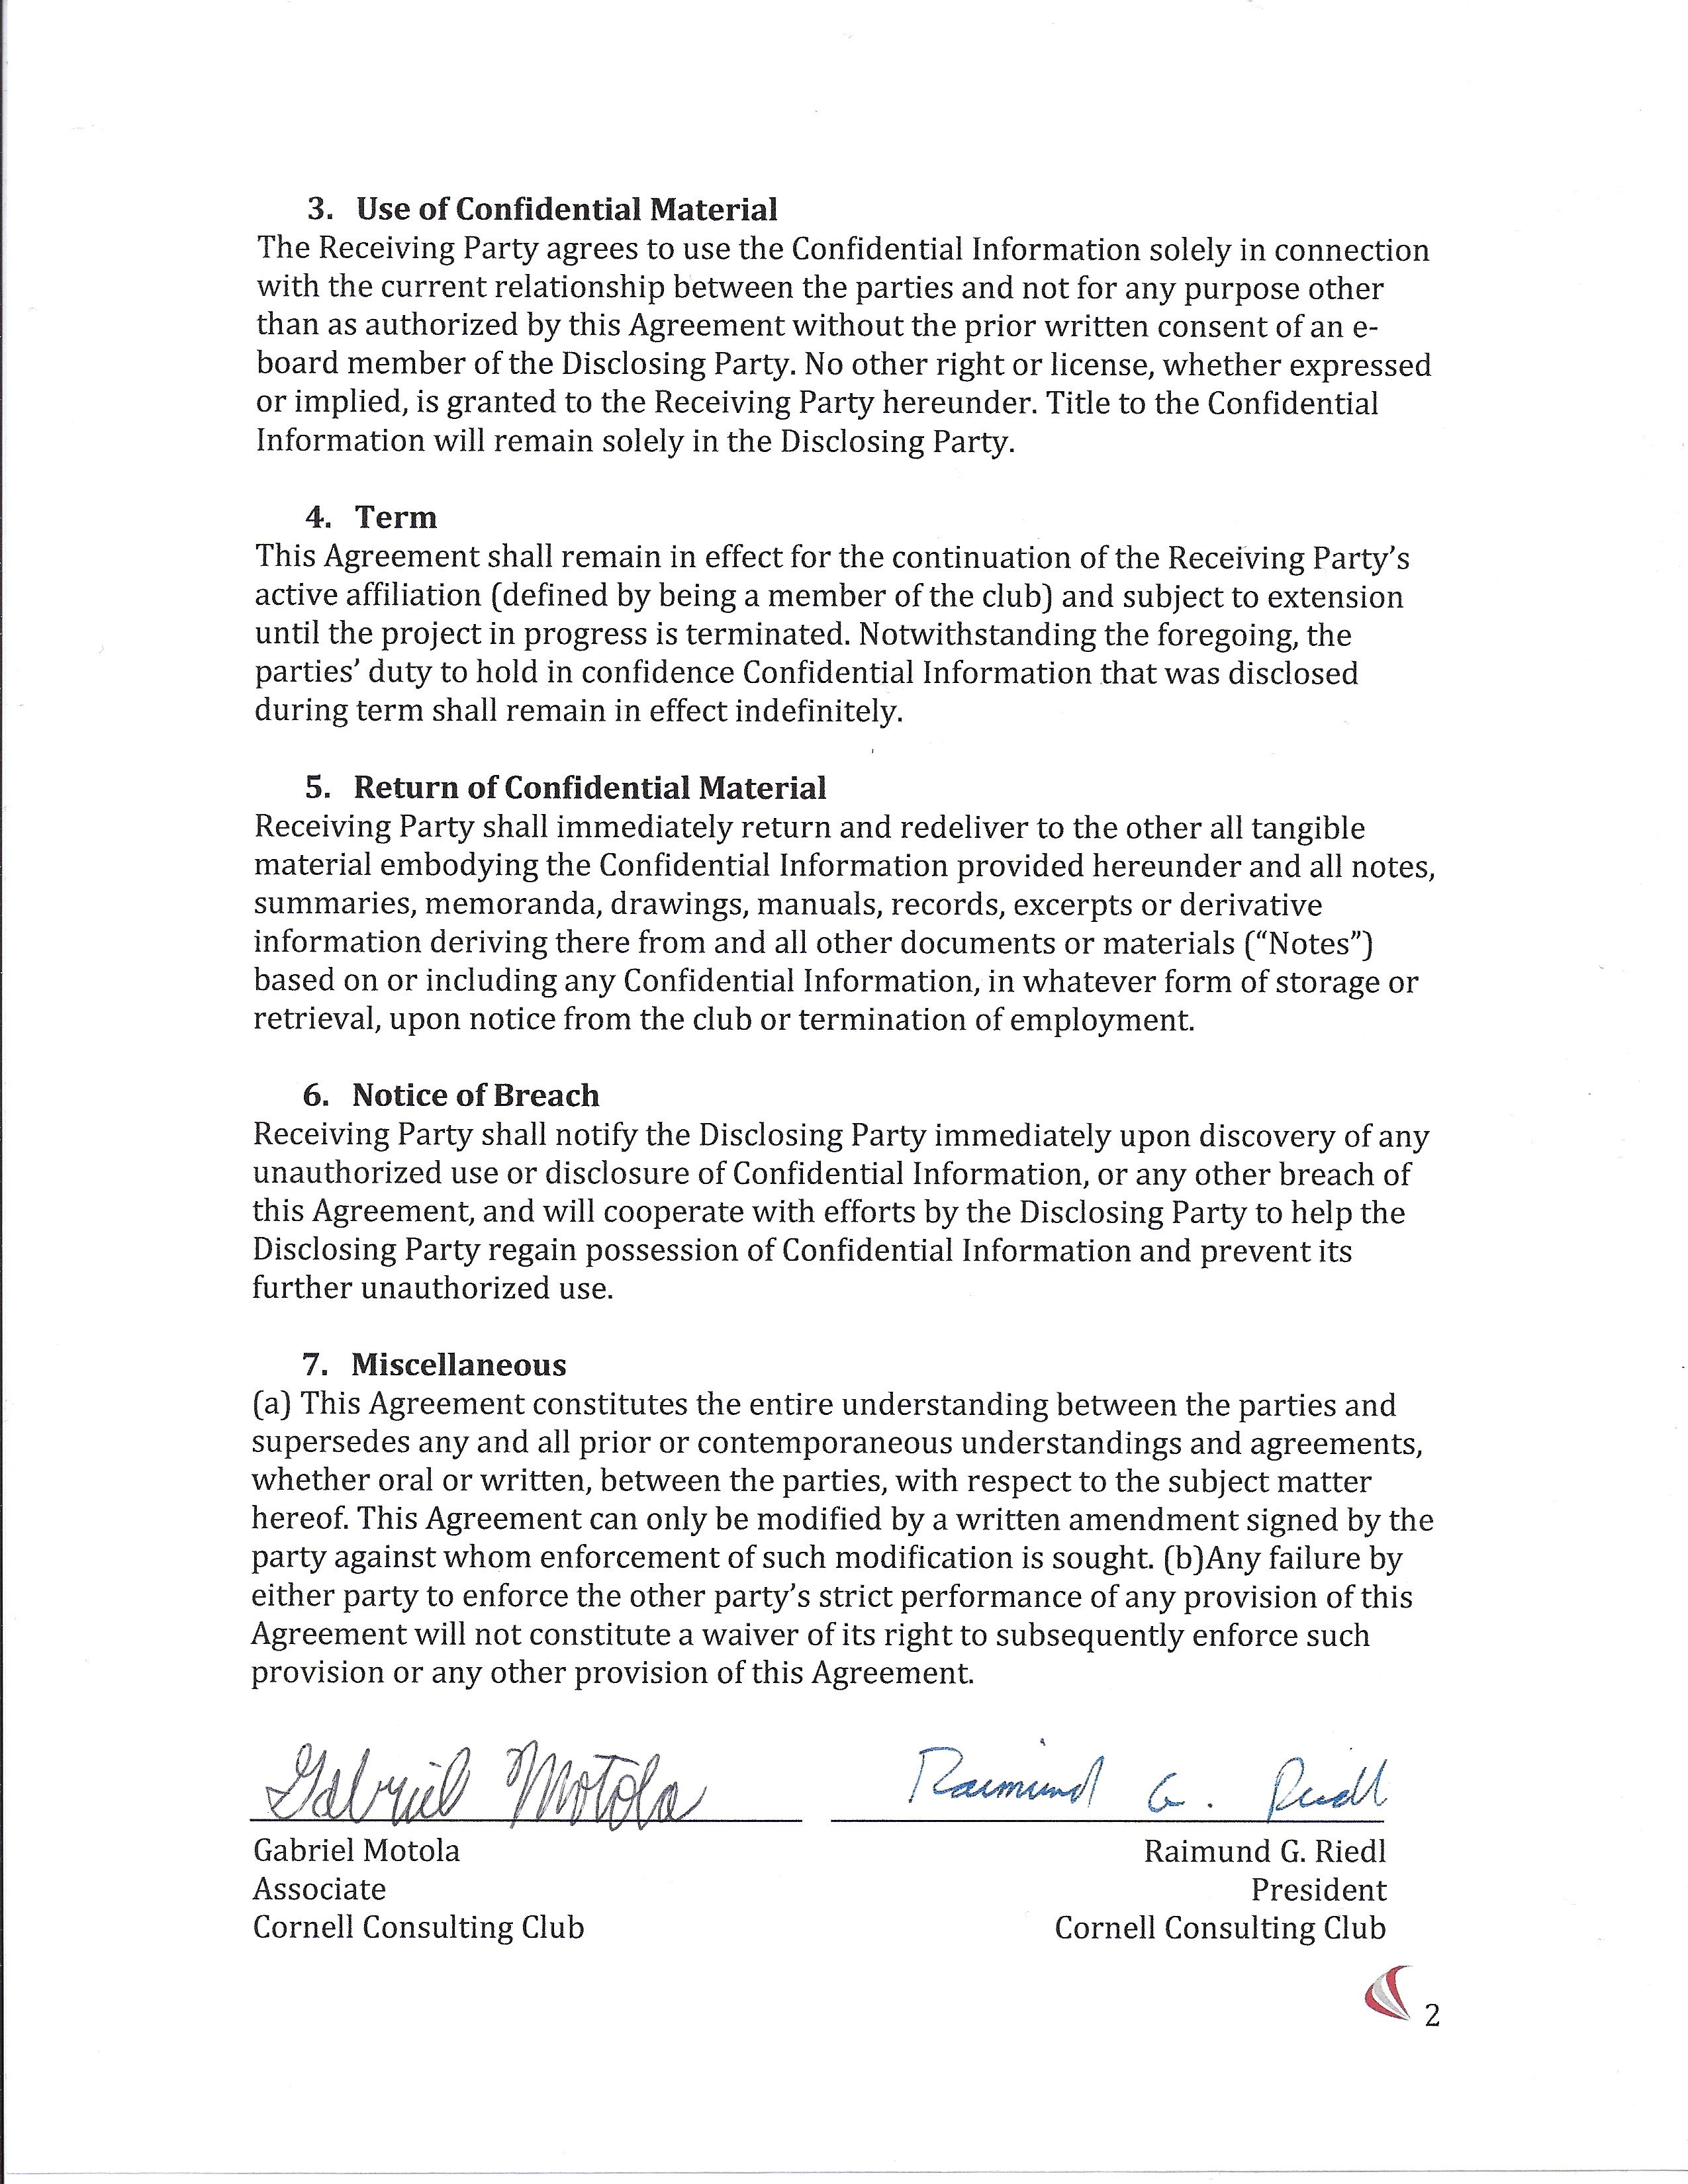 3. Use of Confidential Material
The Receiving Party agrees to use the Confidential Information solely in connection
with the current relationship between the parties and not for any purpose other
than as authorized by this Agreement without the prior written consent of an e-
board member of the Disclosing Party. No other right or license, whether expressed
or implied, is granted to the Receiving Party hereunder. Title to the Confidential
Information will remain solely in the Disclosing Party.
4. Term
This Agreement shall remain in effect for the continuation of the Receiving Party's
active affiliation (defined by being a member of the club) and subject to extension
until the project in progress is terminated. Notwithstanding the foregoing, the
parties' duty to hold in confidence Confidential Information that was disclosed
during term shall remain in effect indefinitely.
5. Return of Confidential Material
Receiving Party shall immediately return and redeliver to the other all tangible
material embodying the Confidential Information provided hereunder and all notes,
summaries, memoranda, drawings, manuals, records, excerpts or derivative
information deriving there from and all other documents or materials (“Notes”)
based on or including any Confidential Information, in whatever form of storage or
retrieval, upon notice from the club or termination of employment.
6. Notice of Breach
Receiving Party shall notify the Disclosing Party immediately upon discovery of any
unauthorized use or disclosure of Confidential Information, or any other breach of
this Agreement, and will cooperate with efforts by the Disclosing Party to help the
Disclosing Party regain possession of Confidential Information and prevent its
further unauthorized use.
7. Miscellaneous
(a) This Agreement constitutes the entire understanding between the parties and
supersedes any and all prior or contemporaneous understandings and agreements,
whether oral or written, between the parties, with respect to the subject matter
hereof. This Agreement can only be modified by a written amendment signed by the
party against whom enforcement of such modification is sought. (b)Any failure by
either party to enforce the other party's strict performance of any provision of this
Agreement will not constitute a waiver of its right to subsequently enforce such
provision or any other provision of this Agreement.
Gabriel Motola Raimund G. Riedl
Gabriel Motola Raimund G. Riedl
Associate President
Cornell Consulting Club Cornell Consulting Club
2